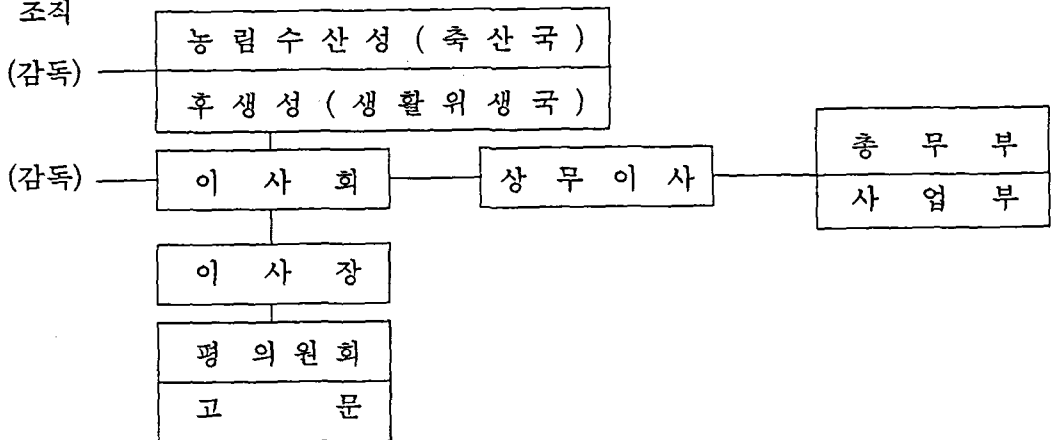 조직
농림수산성(축산국)
(감독)
후생성(생활위생국)
총무부
(감독)
이사회
상무이사
사업부
이사장
평의원회
고문